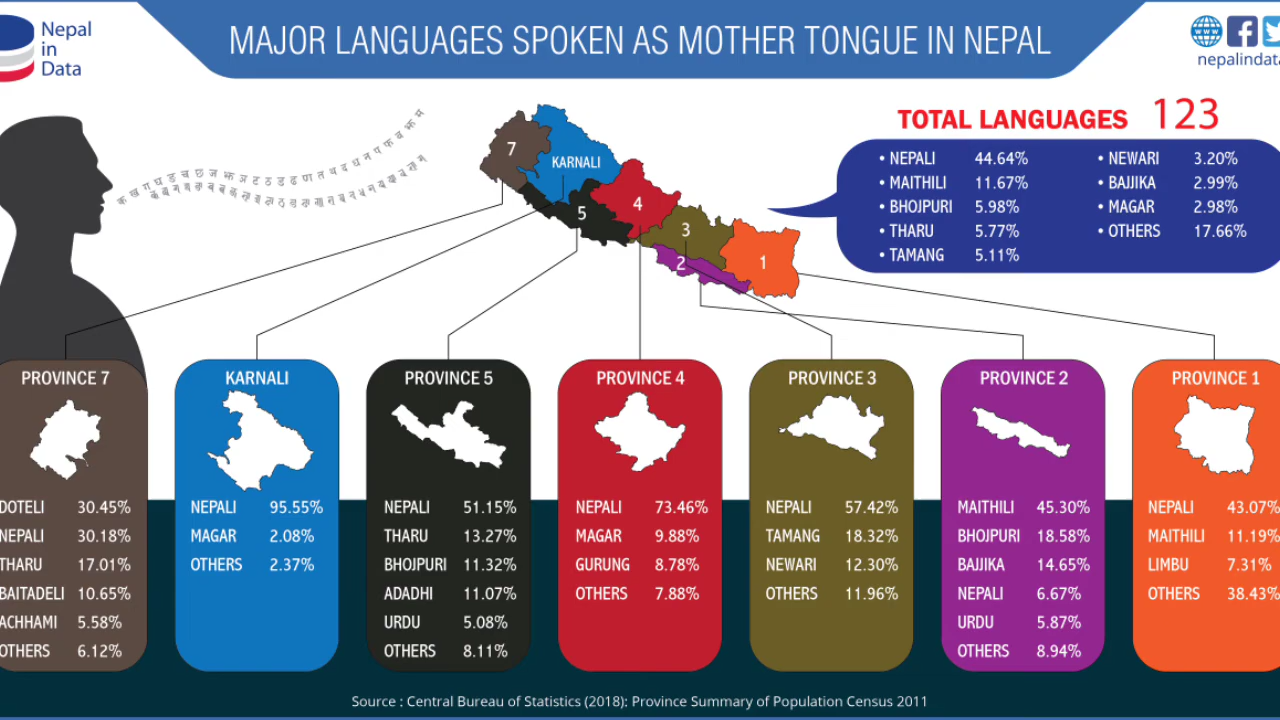 Nepal
in
Data
MAJOR LANGUAGES SPOKEN AS MOTHER TONGUE IN NEPAL
WWW
nepalindata
TOTAL LANGUAGES 123
• NEPALI 44.64%
• MAITHILI 11.67%
• BHOJPURI 5.98%
• THARU 5.77%
• TAMANG 5.11%
• NEWARI 3.20%
• BAJJIKA 2.99%
• MAGAR 2.98%
• OTHERS 17.66%
7
KARNALI
5
4
3
2
1
PROVINCE 7
DOTELI 30.45%
NEPALI 30.18%
THARU 17.01%
BAITADELI 10.65%
ACHHAMI 5.58%
OTHERS 6.12%
KARNALI
NEPALI 95.55%
MAGAR 2.08%
OTHERS 2.37%
PROVINCE 5
NEPALI 51.15%
THARU 13.27%
BHOJPURI 11.32%
ADADHI 11.07%
URDU 5.08%
OTHERS 8.11%
PROVINCE 4
NEPALI 73.46%
MAGAR 9.88%
GURUNG 8.78%
OTHERS 7.88%
PROVINCE 3
NEPALI 57.42%
TAMANG 18.32%
NEWARI 12.30%
OTHERS 11.96%
PROVINCE 2
MAITHILI 45.30%
BHOJPURI 18.58%
BAJJIKA 14.65%
NEPALI 6.67%
URDU 5.87%
OTHERS 8.94%
PROVINCE 1
NEPALI 43.07%
MAITHILI 11.19%
LIMBU 7.31%
OTHERS 38.43%
Source : Central Bureau of Statistics (2018): Province Summary of Population Census 2011